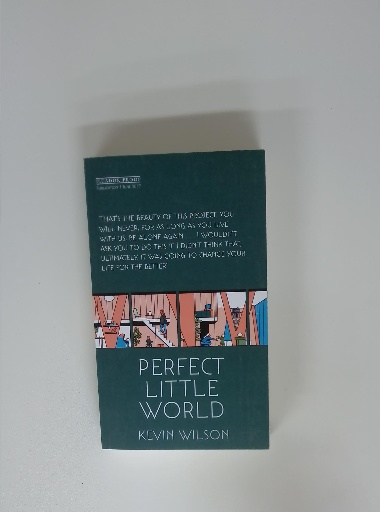 THAT'S THE BEAUTY OF THIS PROJECT. YOU
WILL NEVER, FOR AS LONG AS YOU LIVE
WITH US, BE ALONE AGAIN. I WOULDN'T
ASK YOU TO DO THIS IF I DIDN'T THINK THAT
ULTIMATELY IT WAS GOING TO CHANGE YOUR
LIFE FOR THE BETTER
PERFECT
LITTLE
WORLD
KEVIN WILSON